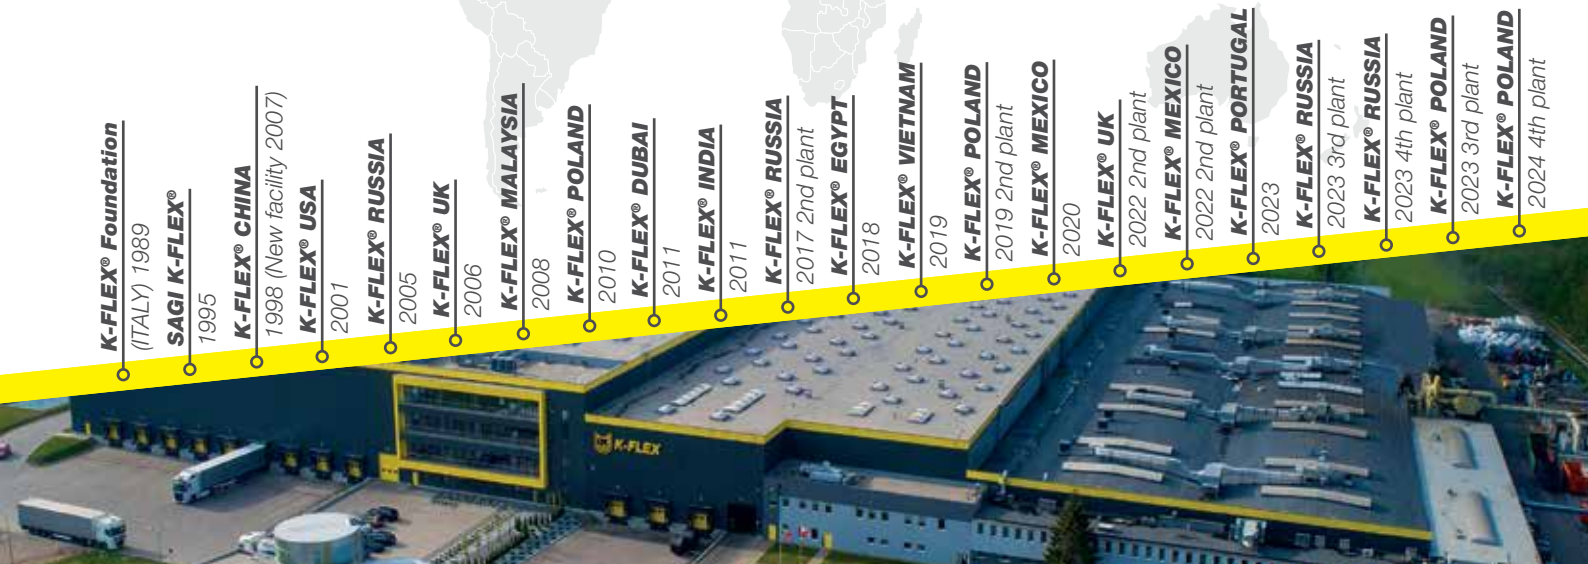 K-FLEX® Foundation
(ITALY) 1989
SAGI K-FLEX®
1995
K-FLEX® CHINA
1998 (New facility 2007)
K-FLEX® USA
2001
K-FLEX® RUSSIA
2005
K-FLEX® UK
2006
K-FLEX® MALAYSIA
2008
K-FLEX® POLAND
2010
K-FLEX® DUBAI
2011
K-FLEX® INDIA
2011
K-FLEX® RUSSIA
2017 2nd plant
K-FLEX® EGYPT
2018
K-FLEX® VIETNAM
2019
K-FLEX® POLAND
2019 2nd plant
K-FLEX® MEXICO
2020
K-FLEX® UK
2022 2nd plant
K-FLEX® MEXICO
2022 2nd plant
K-FLEX® PORTUGAL
2023
K-FLEX® RUSSIA
2023 3rd plant
K-FLEX® RUSSIA
2023 4th plant
K-FLEX® POLAND
2023 3rd plant
K-FLEX® POLAND
2024 4th plant
K-FLEX